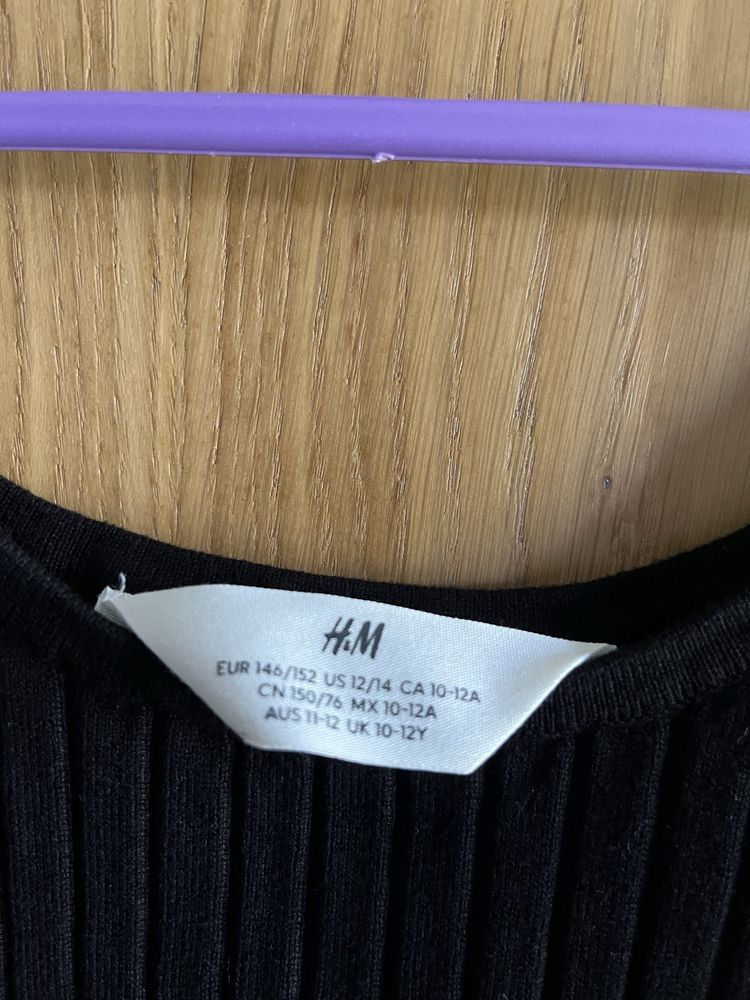 H&M
EUR 146/152 US 12/14 CA 10-12A
CN 150/76 MX 10-12A
AUS 11-12 UK 10-12Y